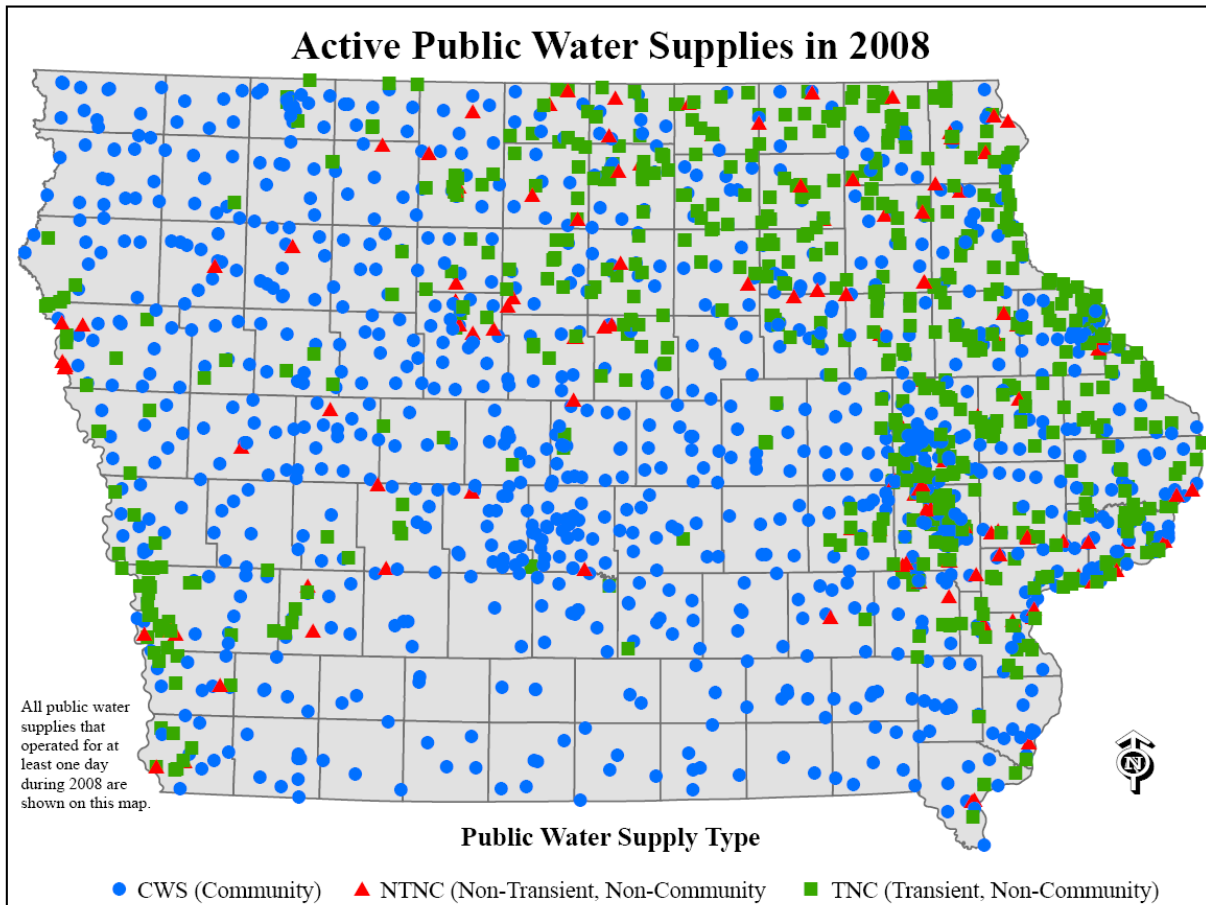 Active Public Water Supplies in 2008
All public water
supplies that
operated for at
least one day
during 2008 are
shown on this map.
N
Public Water Supply Type
CWS (Community)
NTNC (Non-Transient, Non-Community
TNC (Transient, Non-Community)